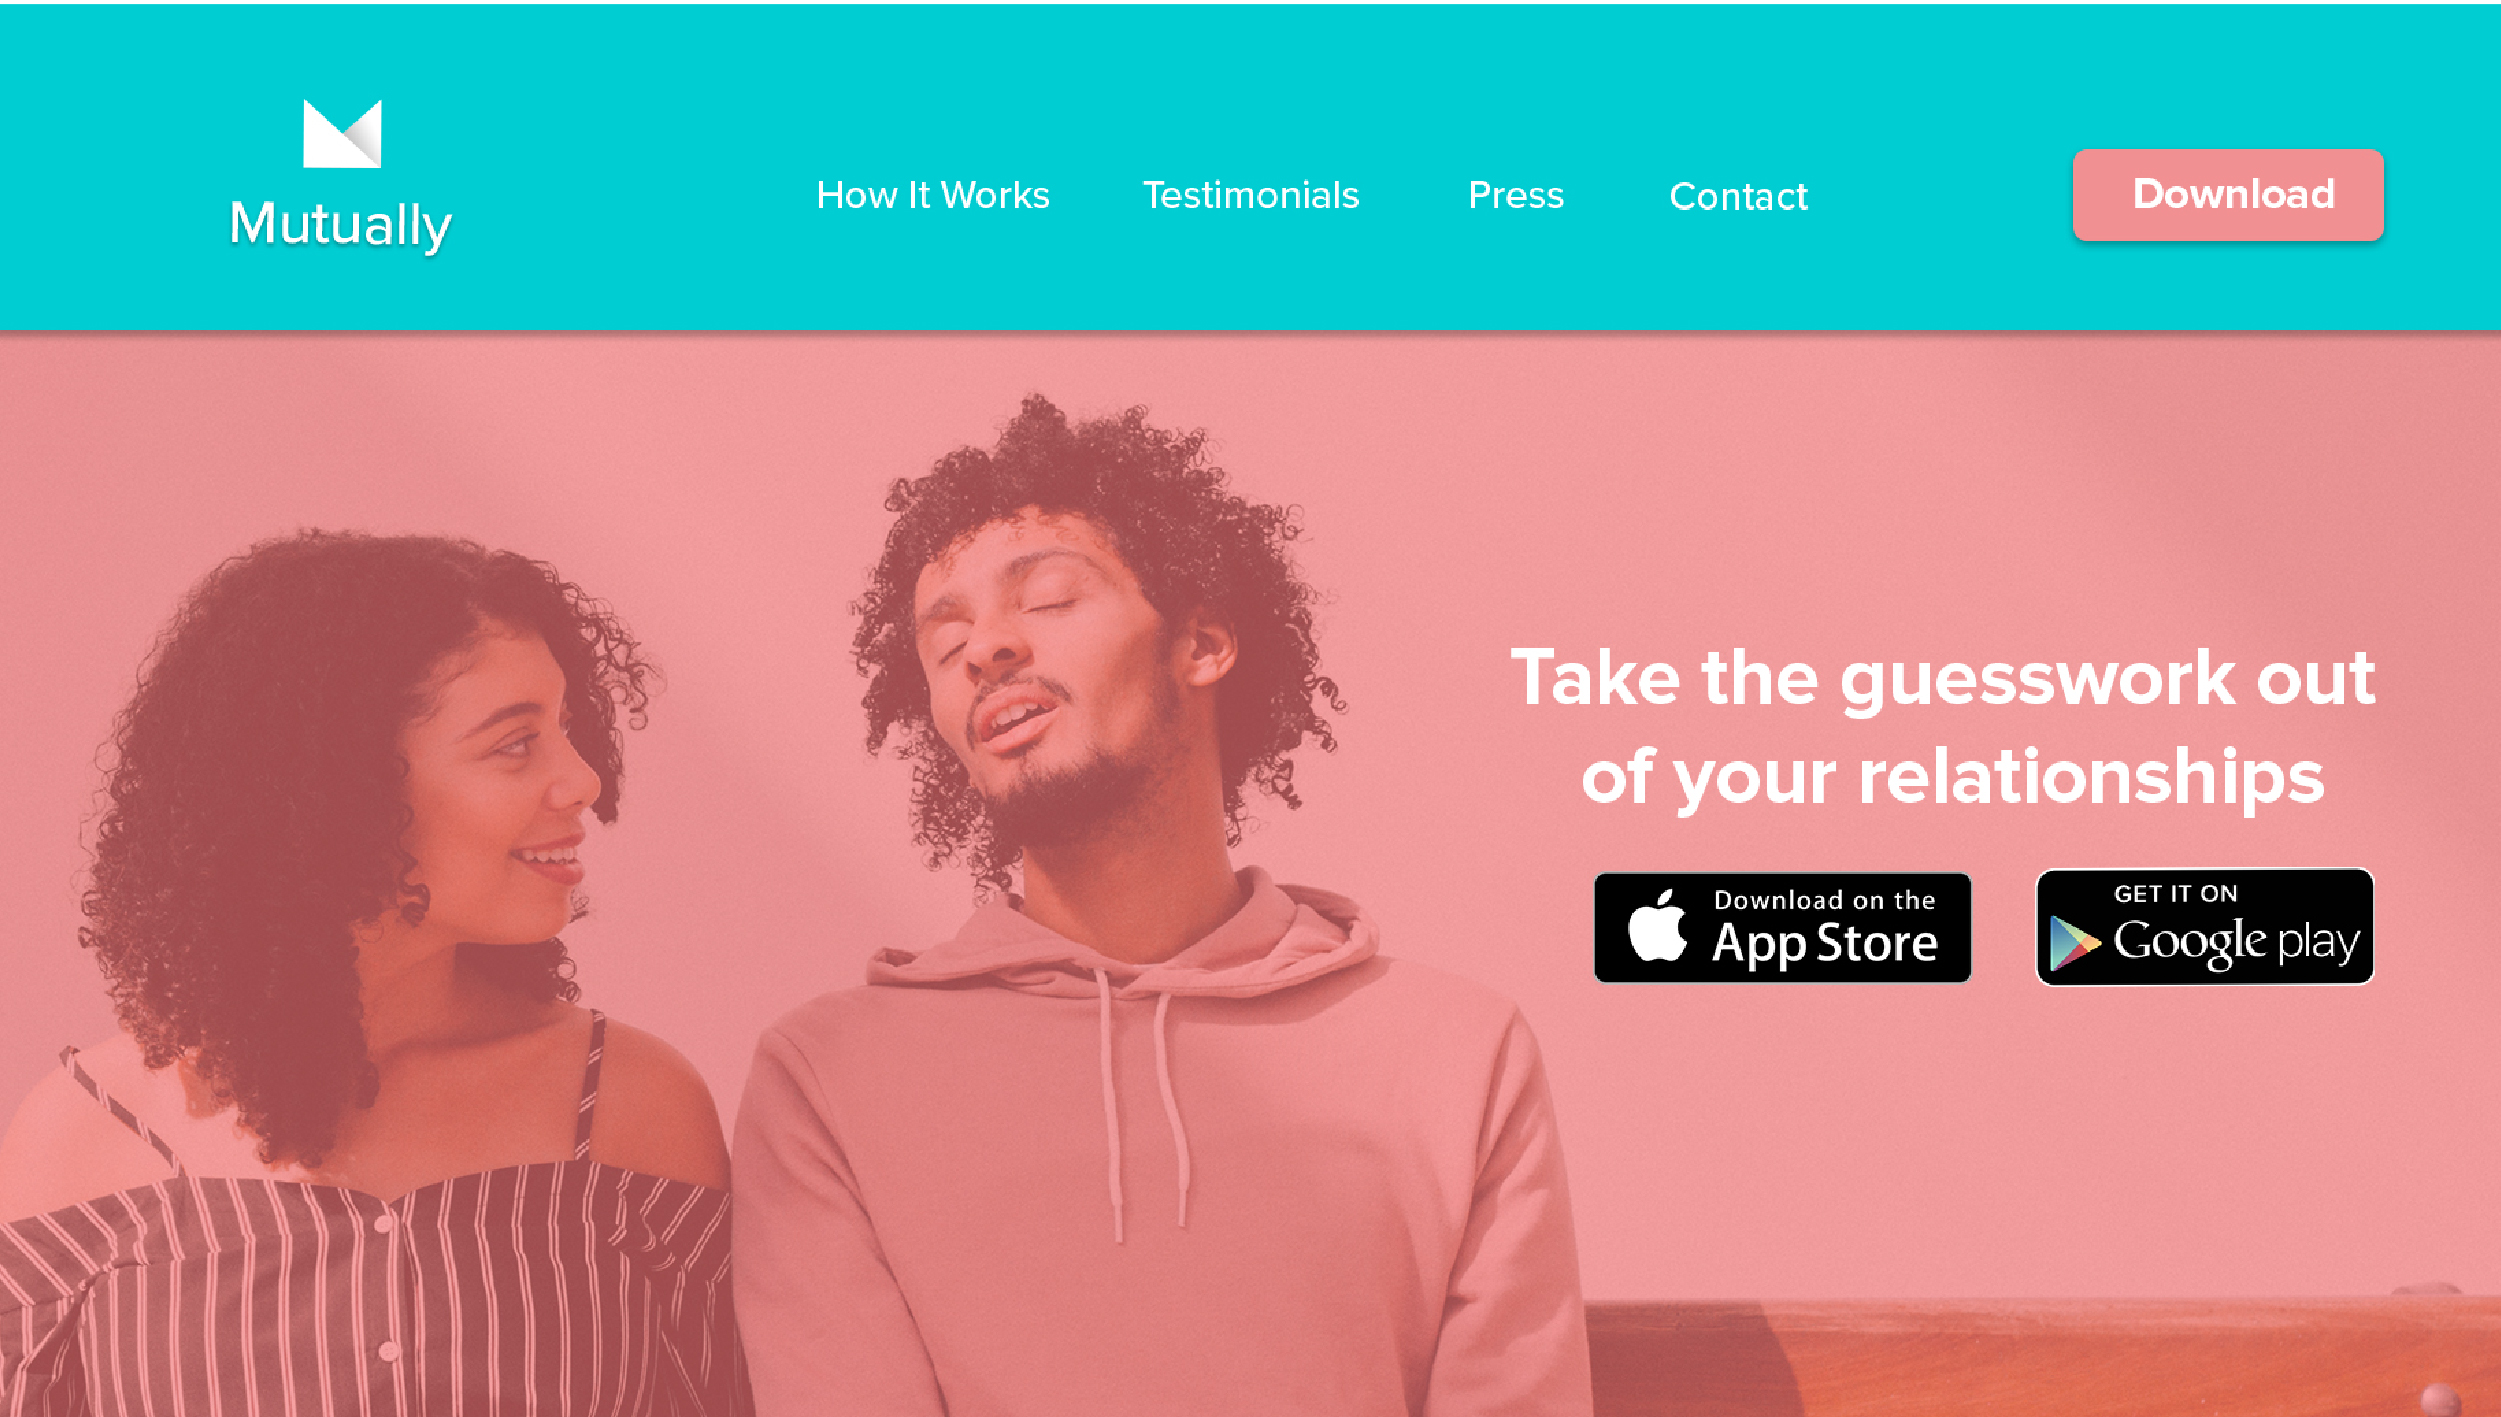 Mutually
How It Works
Testimonials
Press
Contact
Download
Take the guesswork out
of your relationships
Download on the
App Store
GET IT ON
Google play